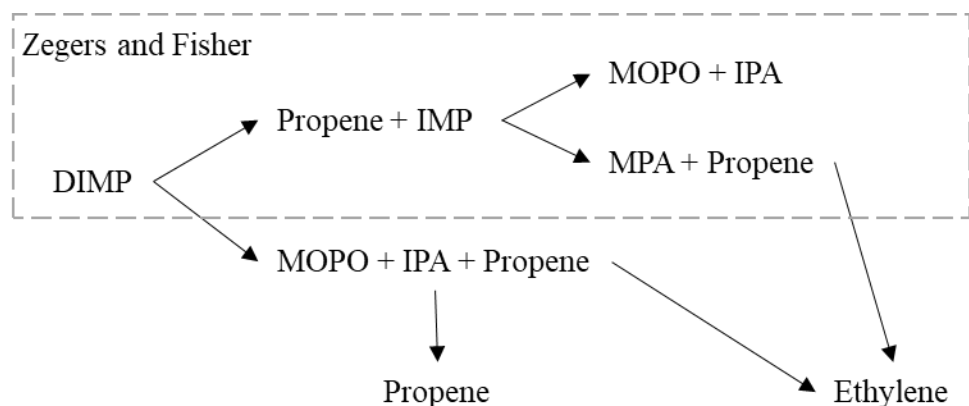 Zegers and Fisher
MOPO + IPA
Propene + IMP
MPA + Propene
DIMP
MOPO + IPA + Propene
Propene
Ethylene